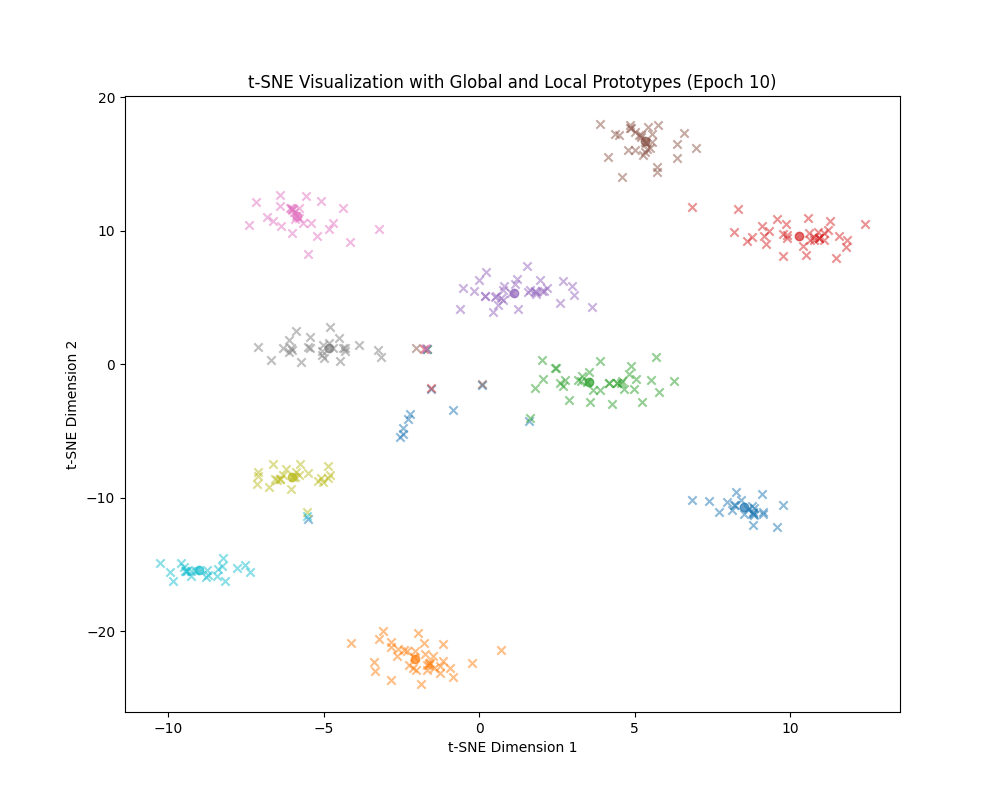 t-SNE Visualization with Global and Local Prototypes (Epoch 10)
20
10
0
−10
−20
t-SNE Dimension 2
−10 −5 0 5 10
t-SNE Dimension 1